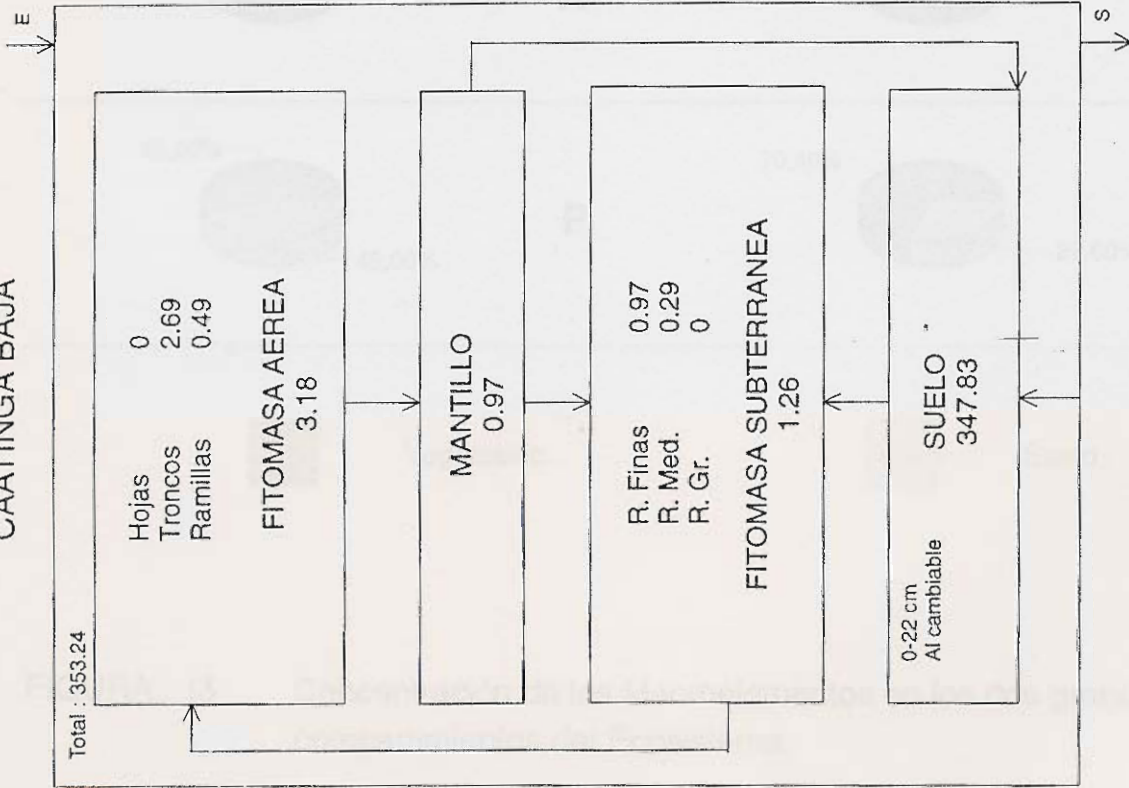 CAATINGA BAJA
E
Total : 353.24
Hojas 0
Troncos 2.69
Ramillas 0.49
FITOMASA AEREA
3.18
MANTILLO
0.97
R. Finas 0.97
R. Med. 0.29
R. Gr. 0
FITOMASA SUBTERRANEA
1.26
0-22 cm
Al cambiable
SUELO
347.83
S